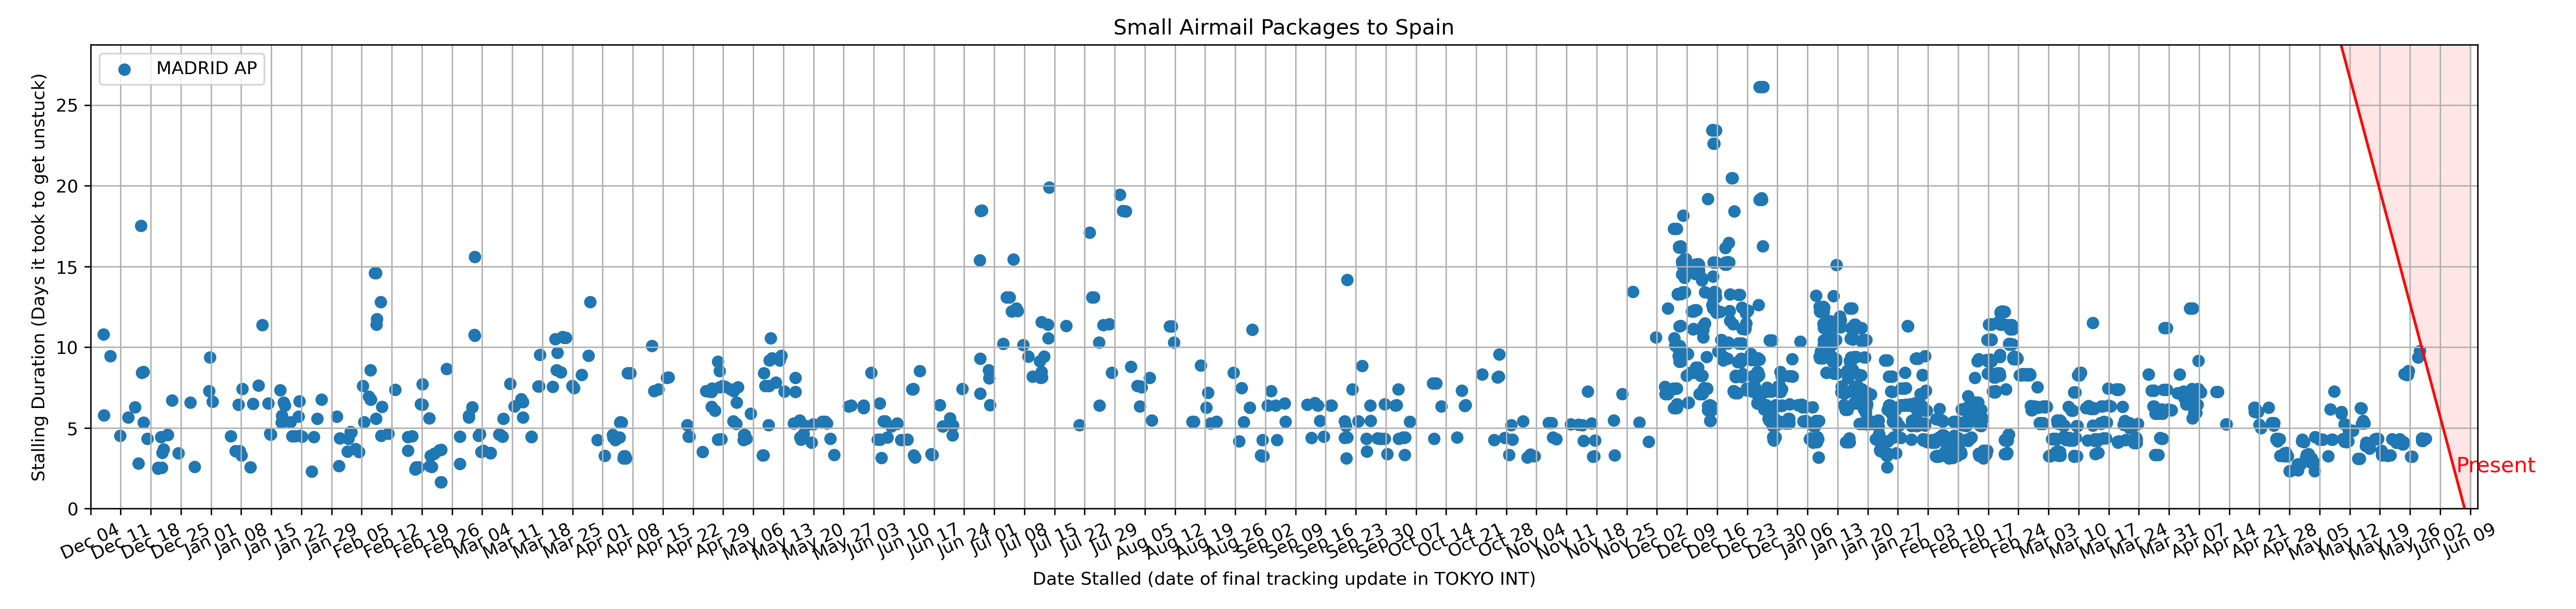 Small Airmail Packages to Spain
MADRID AP
Stalling Duration (Days it took to get unstuck)
25
20
15
10
5
0
Present
Dec 04
Dec 11
Dec 18
Dec 25
Jan 01
Jan 08
Jan 15
Jan 22
Jan 29
Feb 05
Feb 12
Feb 19
Feb 26
Mar 04
Mar 11
Mar 18
Mar 25
Apr 01
Apr 08
Apr 15
Apr 22
Apr 29
May 06
May 13
May 20
May 27
Jun 03
Jun 10
Jun 17
Jun 24
Jul 01
Jul 08
Jul 15
Jul 22
Jul 29
Aug 05
Aug 12
Aug 19
Aug 26
Sep 02
Sep 09
Sep 16
Sep 23
Sep 30
Oct 07
Oct 14
Oct 21
Oct 28
Nov 04
Nov 11
Nov 18
Nov 25
Dec 02
Dec 09
Dec 16
Dec 23
Dec 30
Jan 06
Jan 13
Jan 20
Jan 27
Feb 03
Feb 10
Feb 17
Feb 24
Mar 03
Mar 10
Mar 17
Mar 24
Mar 31
Apr 07
Apr 14
Apr 21
Apr 28
May 05
May 12
May 19
May 26
Jun 02
Jun 09
Date Stalled (date of final tracking update in TOKYO INT)